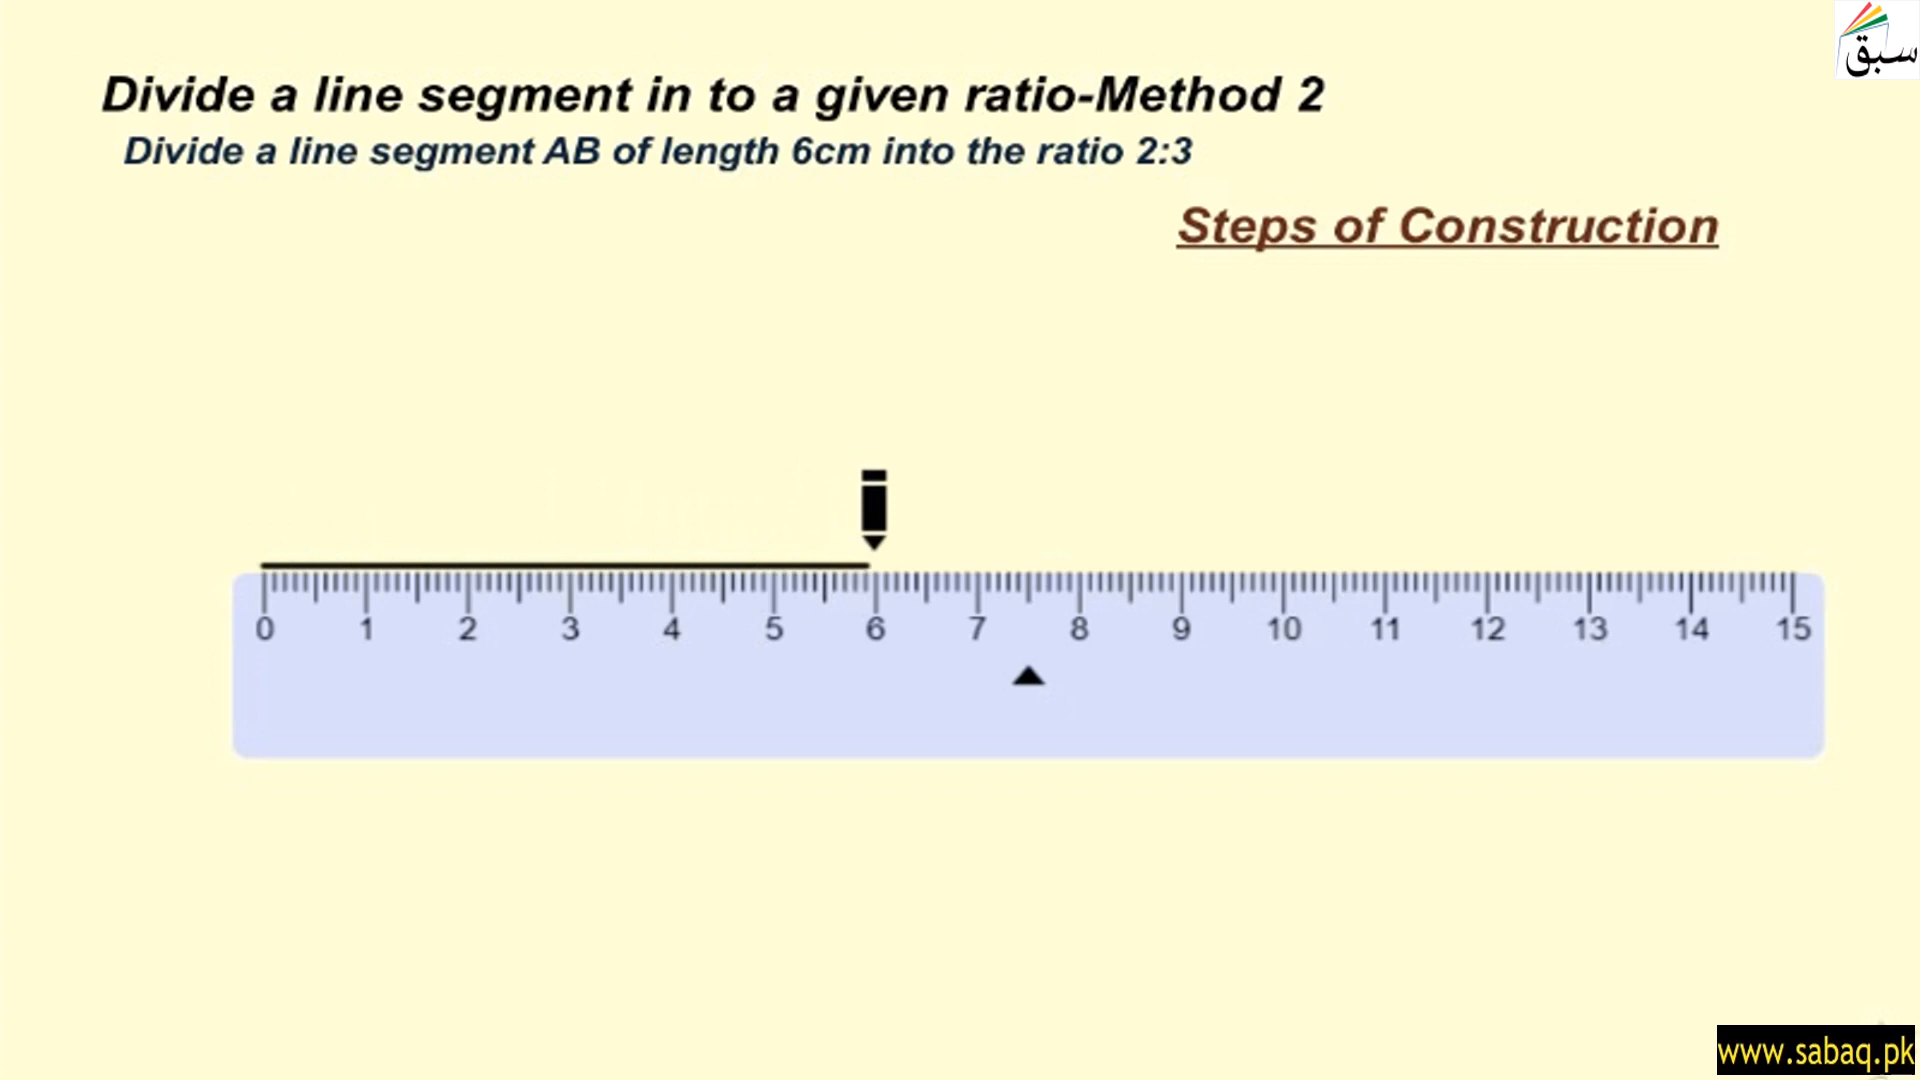 سبق
Divide a line segment in to a given ratio-Method 2
Divide a line segment AB of length 6cm into the ratio 2:3
Steps of Construction
0 1 2 3 4 5 6 7 8 9 10 11 12 13 14 15
www.sabaq.pk